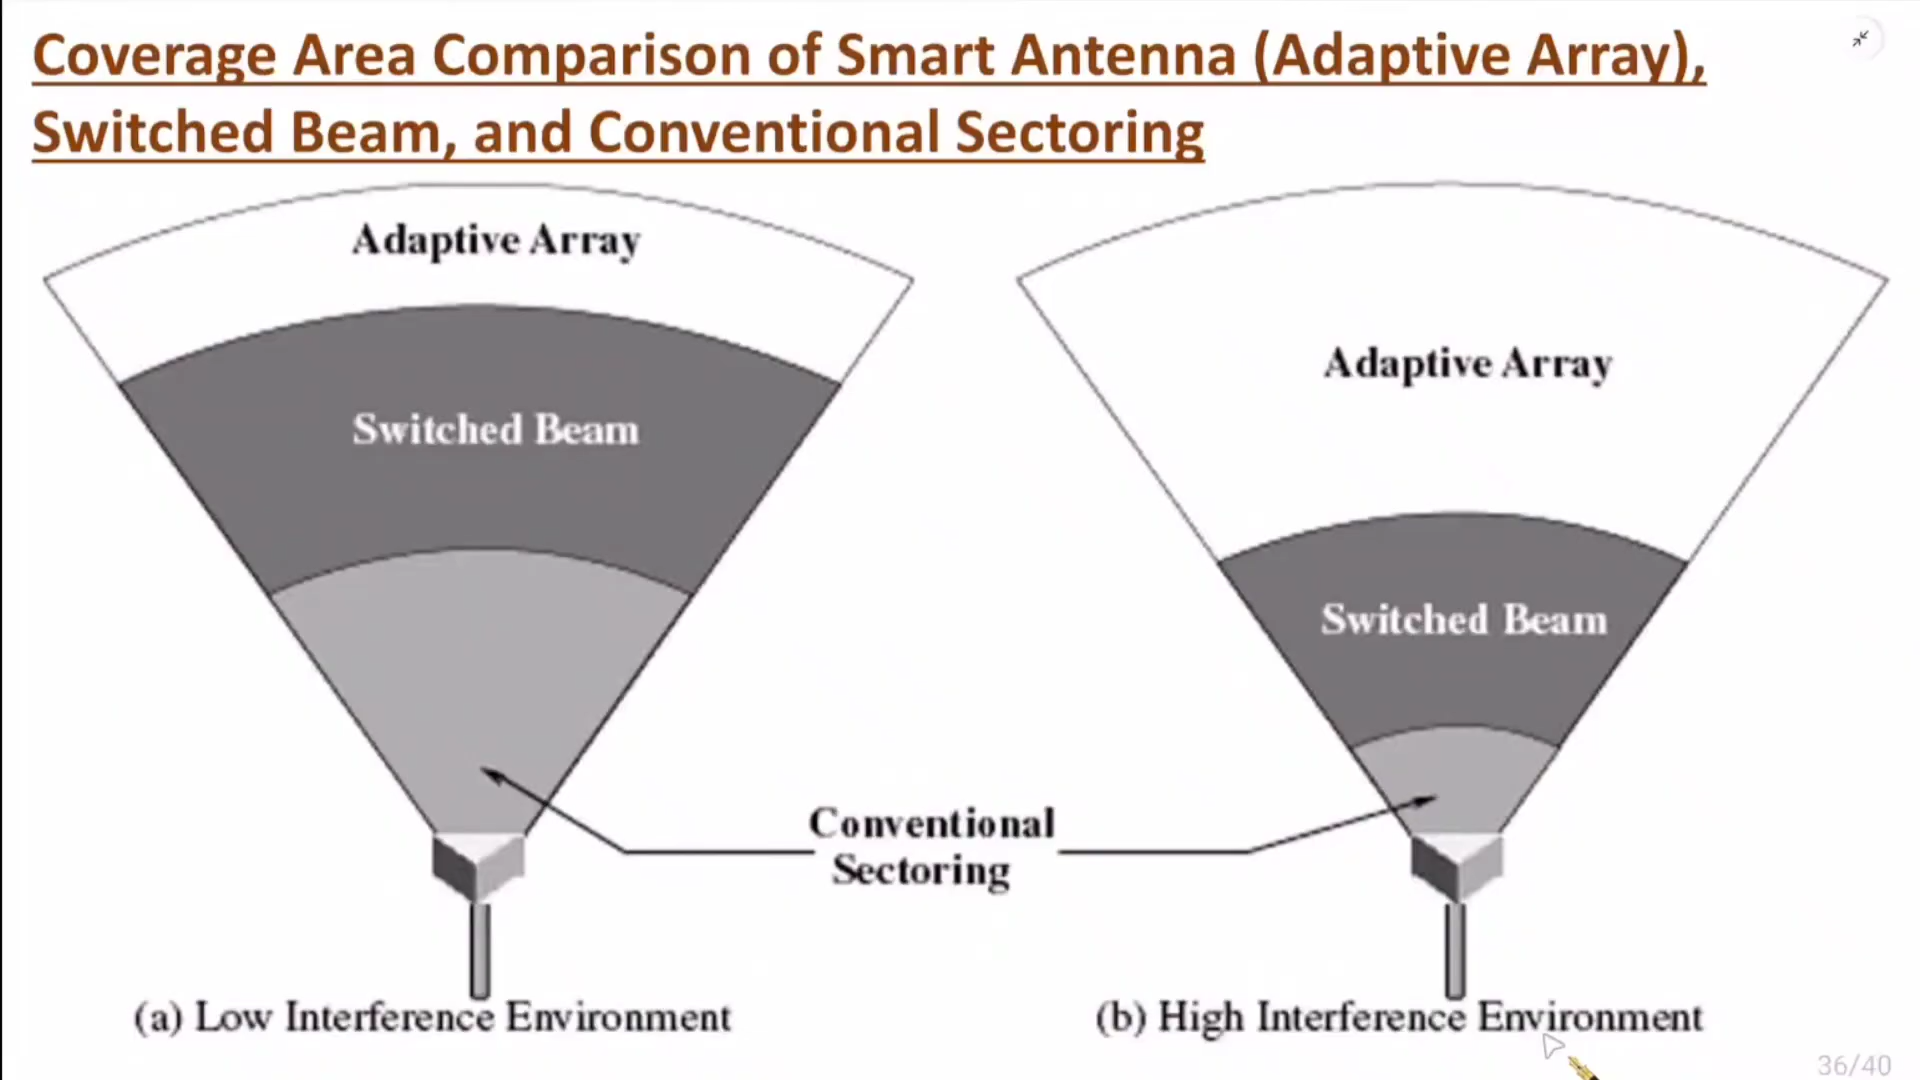 Coverage Area Comparison of Smart Antenna (Adaptive Array),
Switched Beam, and Conventional Sectoring
Adaptive Array
Switched Beam
Adaptive Array
Switched Beam
Conventional
Sectoring
(a) Low Interference Environment
(b) High Interference Environment
36/40